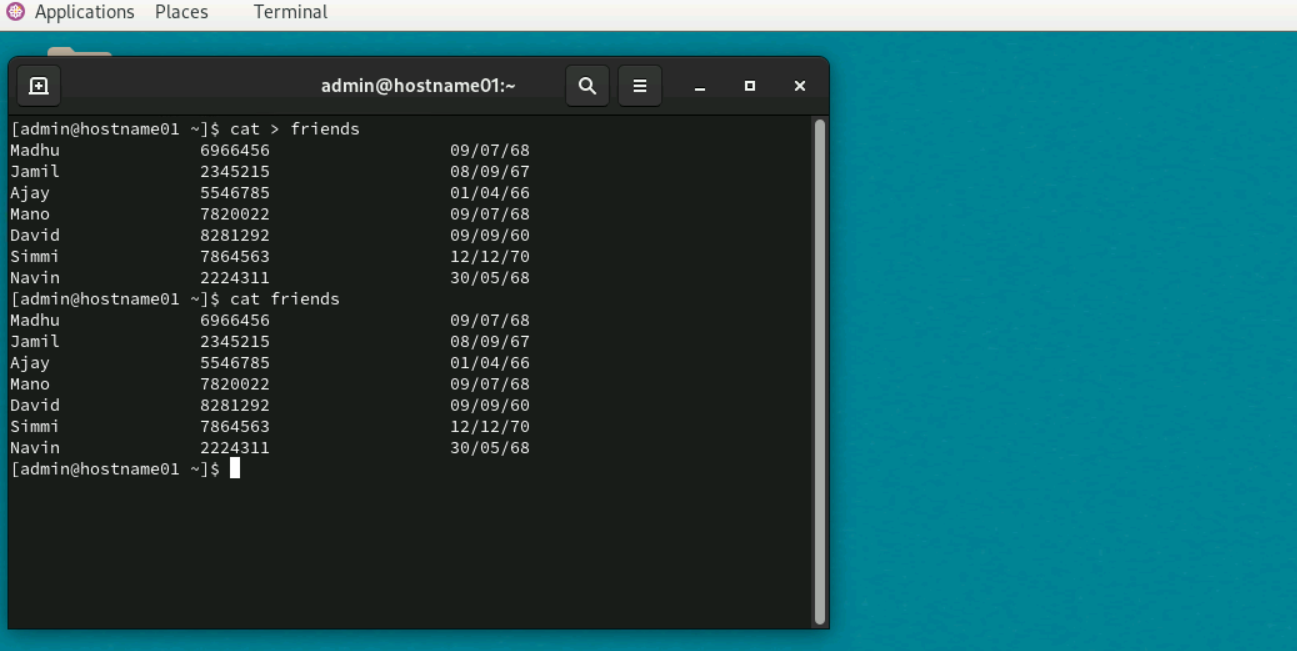 Applications Places Terminal
admin@hostname01:~
[admin@hostname01 ~]$ cat > friends
Madhu 6966456 09/07/68
Jamil 2345215 08/09/67
Ajay 5546785 01/04/66
Mano 7820022 09/07/68
David 8281292 09/09/60
Simmi 7864563 12/12/70
Navin 2224311 30/05/68
[admin@hostname01 ~]$ cat friends
Madhu 6966456 09/07/68
Jamil 2345215 08/09/67
Ajay 5546785 01/04/66
Mano 7820022 09/07/68
David 8281292 09/09/60
Simmi 7864563 12/12/70
Navin 2224311 30/05/68
[admin@hostname01 ~]$